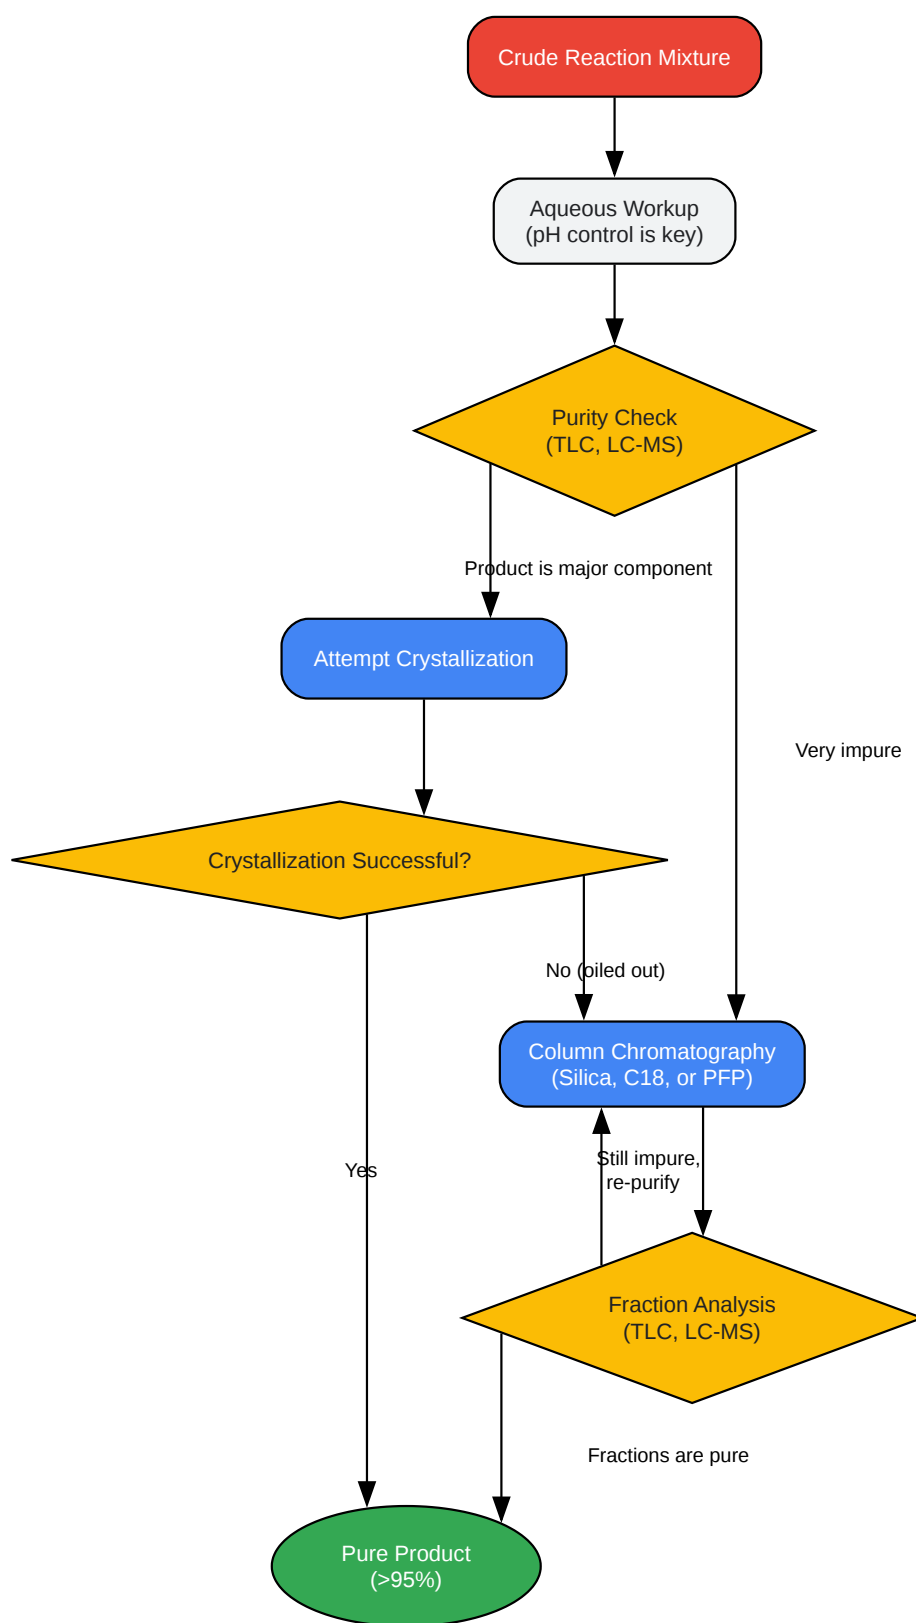 Crude Reaction Mixture
Aqueous Workup
(pH control is key)
Purity Check
(TLC, LC-MS)
Product is major component
Attempt Crystallization
Very impure
Crystallization Successful?
No (oiled out)
Column Chromatography
(Silica, C18, or PFP)
Yes
Still impure,
re-purify
Fraction Analysis
(TLC, LC-MS)
Fractions are pure
Pure Product
(>95%)